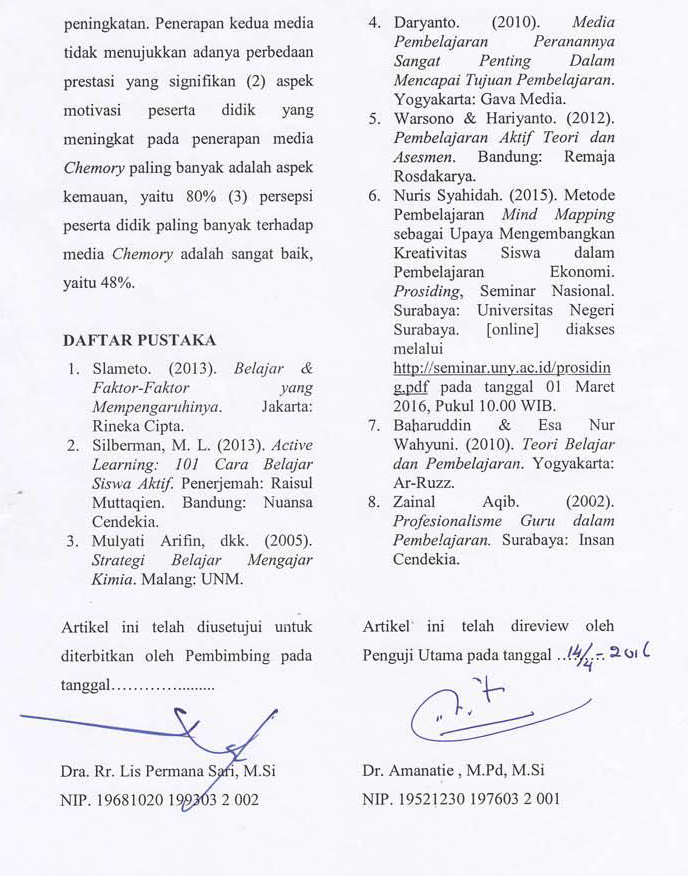 peningkatan. Penerapan kedua media
tidak menujukkan adanya perbedaan
prestasi yang signifikan (2) aspek
motivasi peserta didik yang
meningkat pada penerapan media
Chemory paling banyak adalah aspek
kemauan, yaitu 80% (3) persepsi
peserta didik paling banyak terhadap
media Chemory adalah sangat baik,
yaitu 48%.
DAFTAR PUSTAKA
1. Slameto. (2013). Belajar &
Faktor-Faktor yang
Mempengaruhinya. Jakarta:
Rineka Cipta.
2. Silberman, M. L. (2013). Active
Learning: 101 Cara Belajar
Siswa Aktif. Penerjemah: Raisul
Muttaqien. Bandung: Nuansa
Cendekia.
3. Mulyati Arifin, dkk. (2005).
Strategi Belajar Mengajar
Kimia. Malang: UNM.
4. Daryanto. (2010). Media
Pembelajaran Peranannya
Sangat Penting Dalam
Mencapai Tujuan Pembelajaran.
Yogyakarta: Gava Media.
5. Warsono & Hariyanto. (2012).
Pembelajaran Aktif Teori dan
Asesmen. Bandung: Remaja
Rosdakarya.
6. Nuris Syahidah. (2015). Metode
Pembelajaran Mind Mapping
sebagai Upaya Mengembangkan
Kreativitas Siswa dalam
Pembelajaran Ekonomi.
Prosiding, Seminar Nasional.
Surabaya: Universitas Negeri
Surabaya. [online] diakses
melalui
http://seminar.uny.ac.id/prosidin
g.pdf pada tanggal 01 Maret
2016, Pukul 10.00 WIB.
7. Baharuddin & Esa Nur
Wahyuni. (2010). Teori Belajar
dan Pembelajaran. Yogyakarta:
Ar-Ruzz.
8. Zainal Aqib. (2002).
Profesionalisme Guru dalam
Pembelajaran. Surabaya: Insan
Cendekia.
Artikel ini telah diusetujui untuk
diterbitkan oleh Pembimbing pada
tanggal......................
Dra. Rr. Lis Permana Sari, M.Si
NIP. 19681020 199303 2 002
Artikel ini telah direview oleh
Penguji Utama pada tanggal ..14/4-2016
Dr. Amanatie , M.Pd, M.Si
NIP. 19521230 197603 2 001